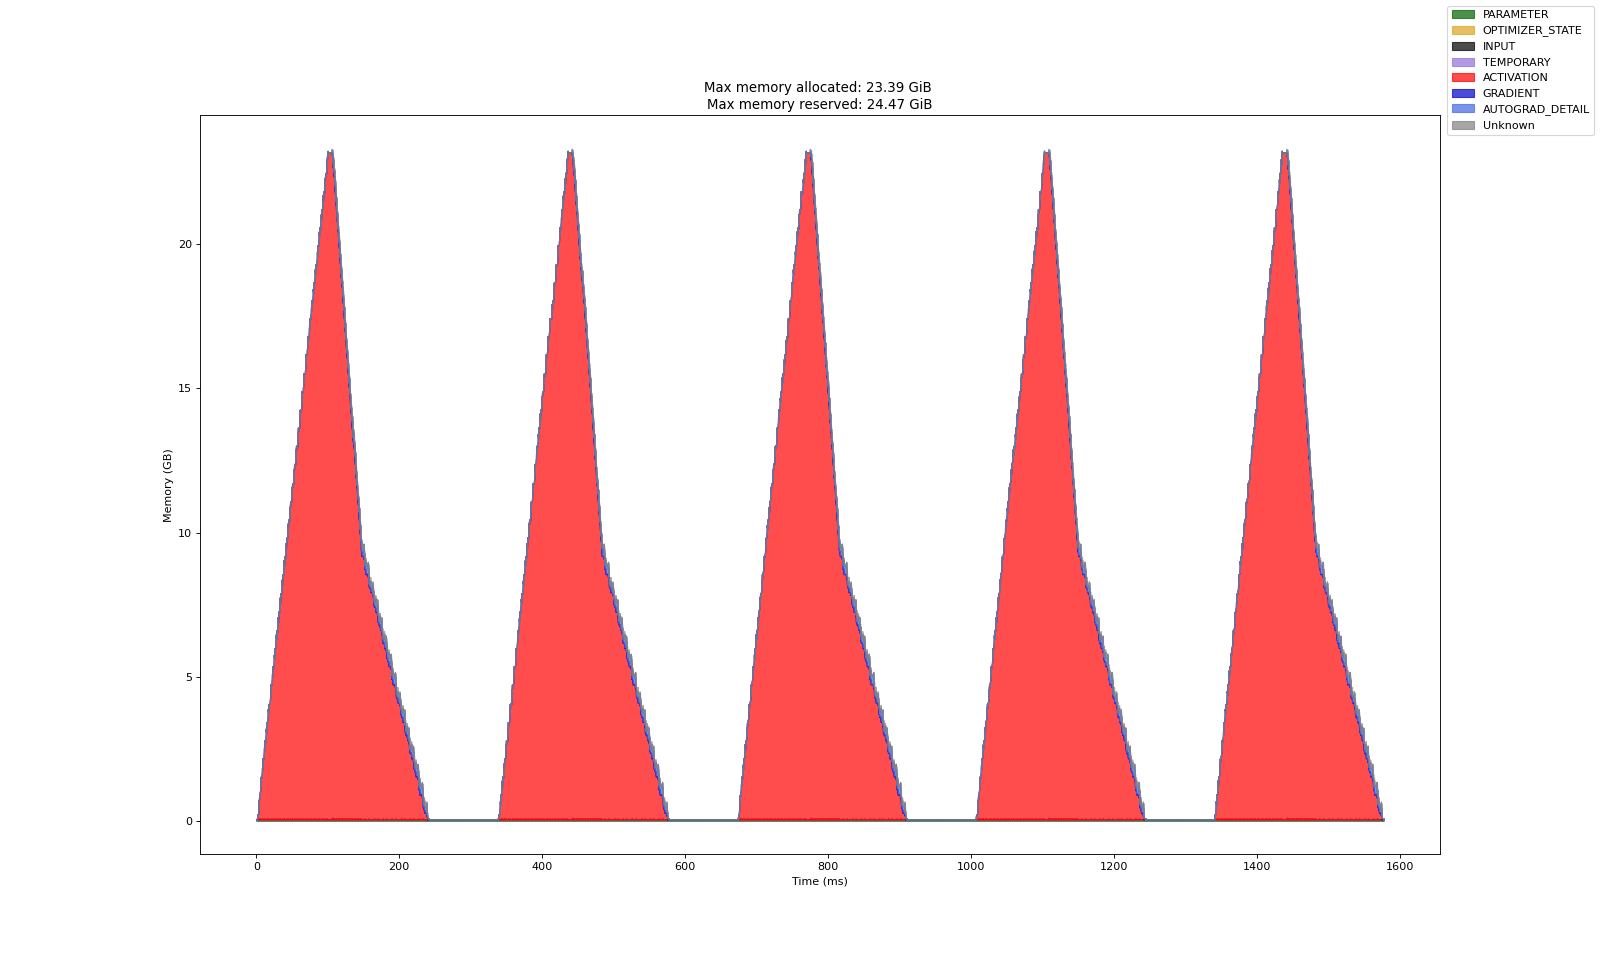 PARAMETER
OPTIMIZER_STATE
INPUT
TEMPORARY
ACTIVATION
GRADIENT
AUTOGRAD_DETAIL
Unknown
Max memory allocated: 23.39 GiB
Max memory reserved: 24.47 GiB
20
15
10
5
0
Memory (GB)
0 200 400 600 800 1000 1200 1400 1600
Time (ms)